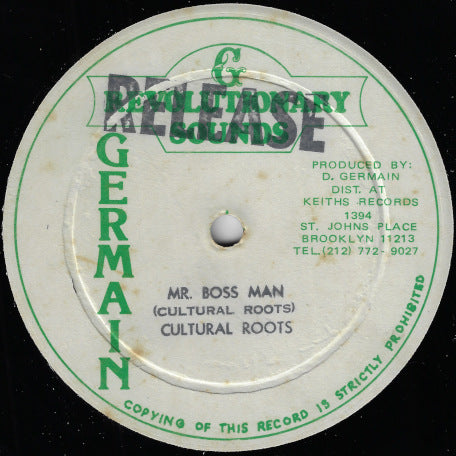 G
REVOLUTIONARY
SOUNDS
RELEASE
& GERMAIN
PRODUCED BY:
D. GERMAIN
DIST. AT
KEITHS RECORDS
1394
ST. JOHNS PLACE
BROOKLYN 11213
TEL.(212) 772-9027
MR. BOSS MAN
(CULTURAL ROOTS)
CULTURAL ROOTS
COPYING OF THIS RECORD IS STRICTLY PROHIBITED